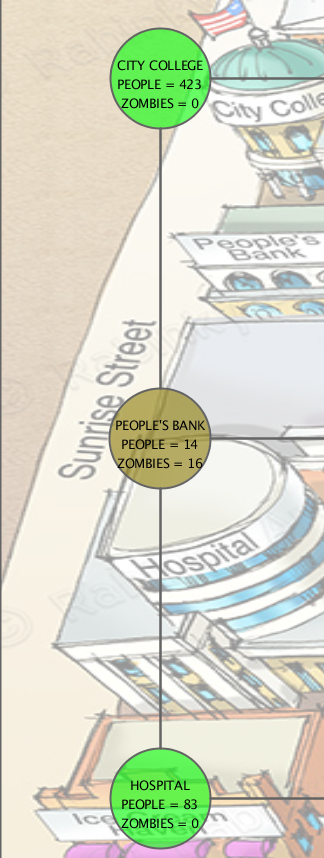 CITY COLLEGE
PEOPLE = 423
ZOMBIES = 0
City Colle
People's
Bank
Sunrise Street
PEOPLE'S BANK
PEOPLE = 14
ZOMBIES = 16
Hospital
HOSPITAL
PEOPLE = 83
ZOMBIES = 0
Ice